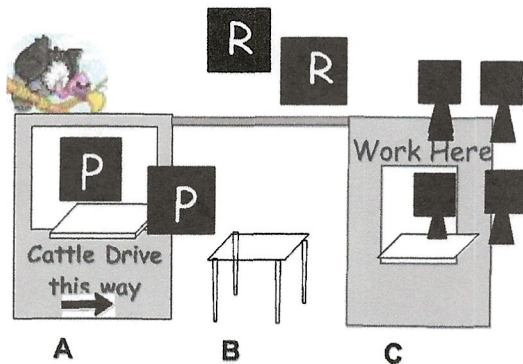 R
R
P
P
Work Here
Cattle Drive
this way
A B C